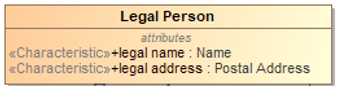 Legal Person
attributes
«Characteristic»+legal name : Name
«Characteristic»+legal address : Postal Address